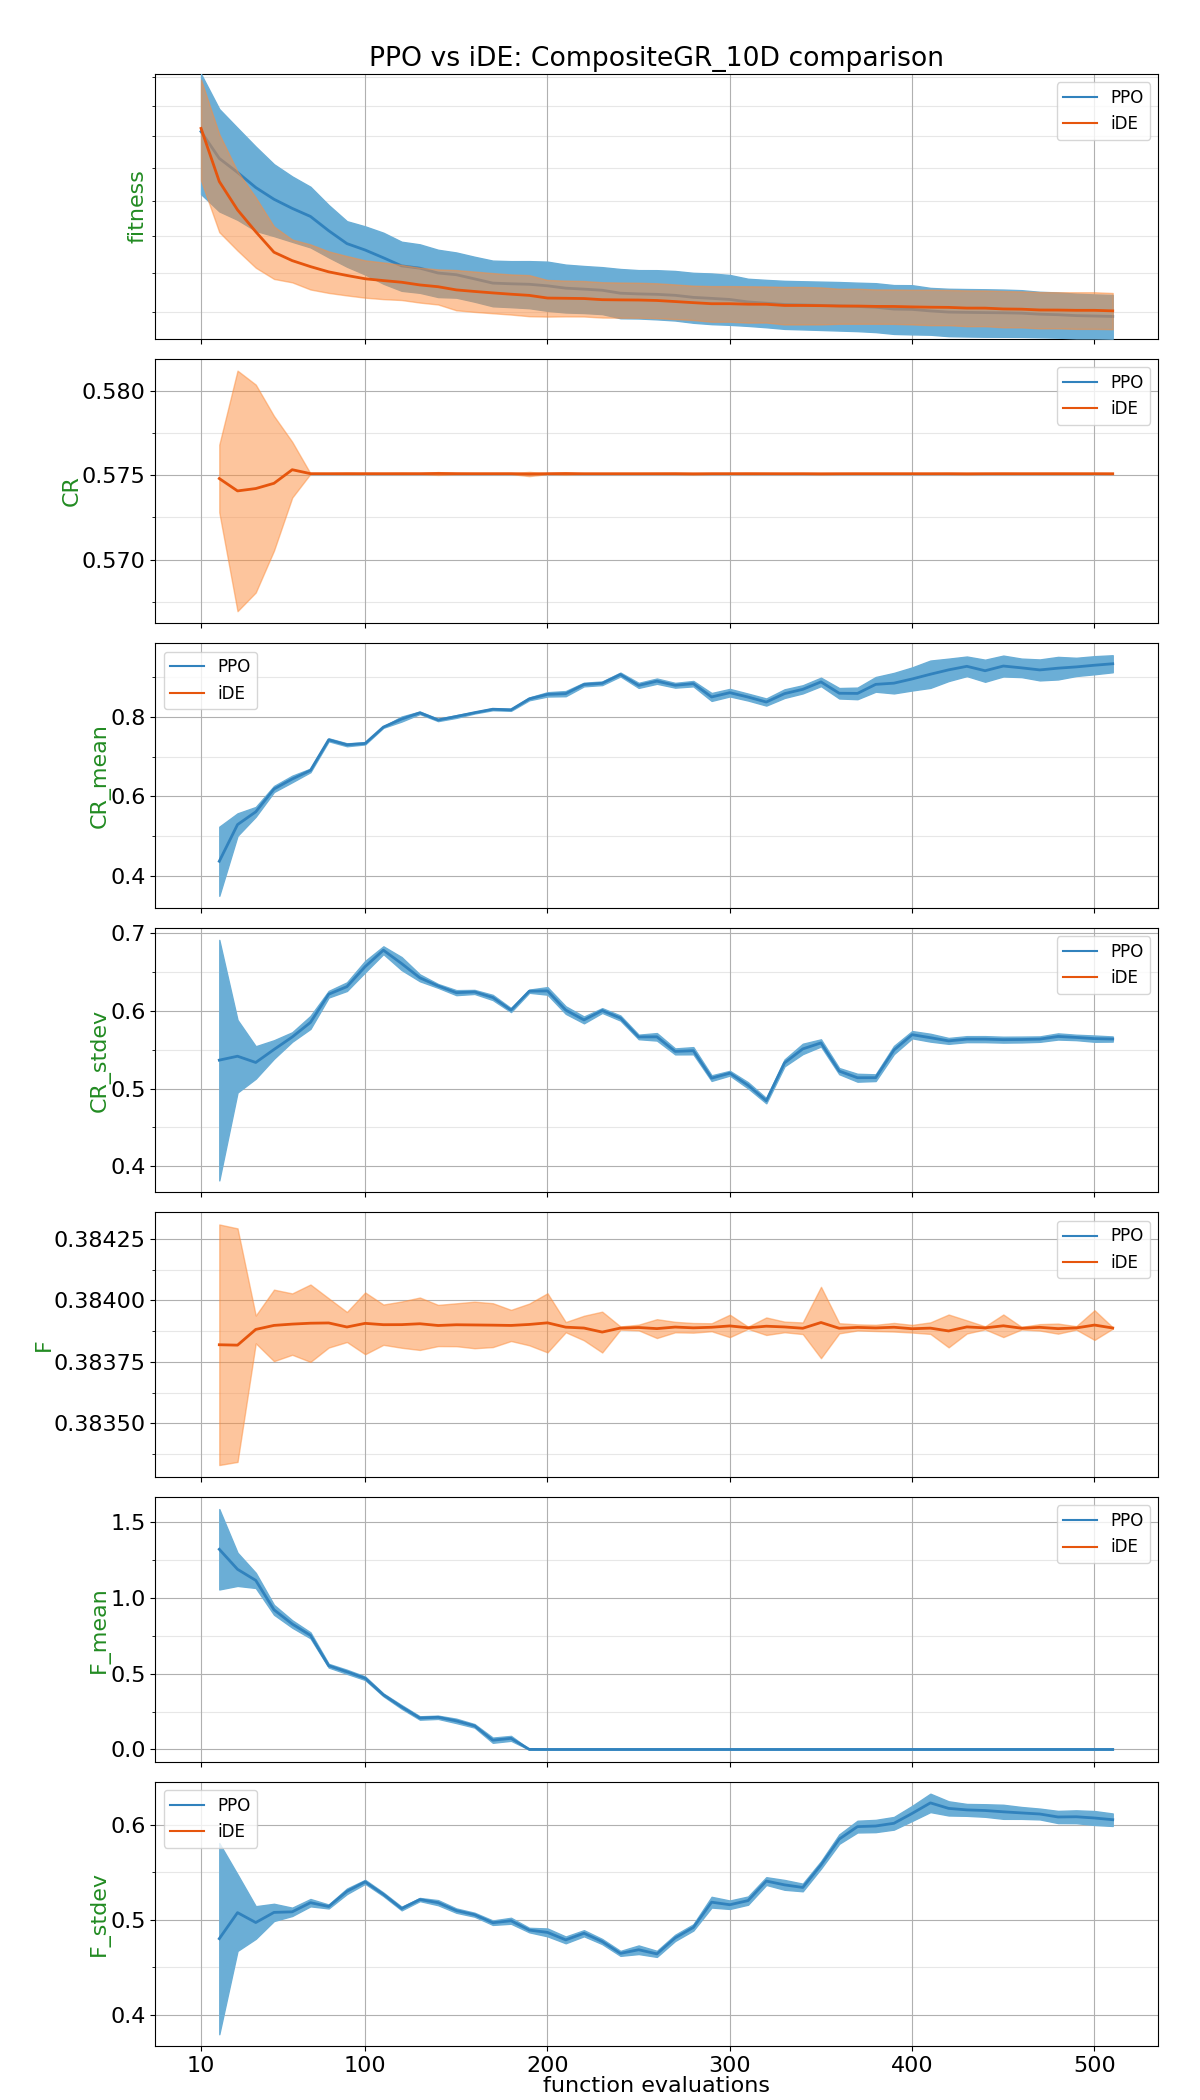 PPO vs iDE: CompositeGR_10D comparison
fitness
PPO
iDE
CR
0.580
0.575
0.570
PPO
iDE
CR_mean
0.8
0.6
0.4
PPO
iDE
CR_stdev
0.7
0.6
0.5
0.4
PPO
iDE
F
0.38425
0.38400
0.38375
0.38350
PPO
iDE
F_mean
1.5
1.0
0.5
0.0
PPO
iDE
F_stdev
0.6
0.5
0.4
PPO
iDE
10 100 200 300 400 500
function evaluations